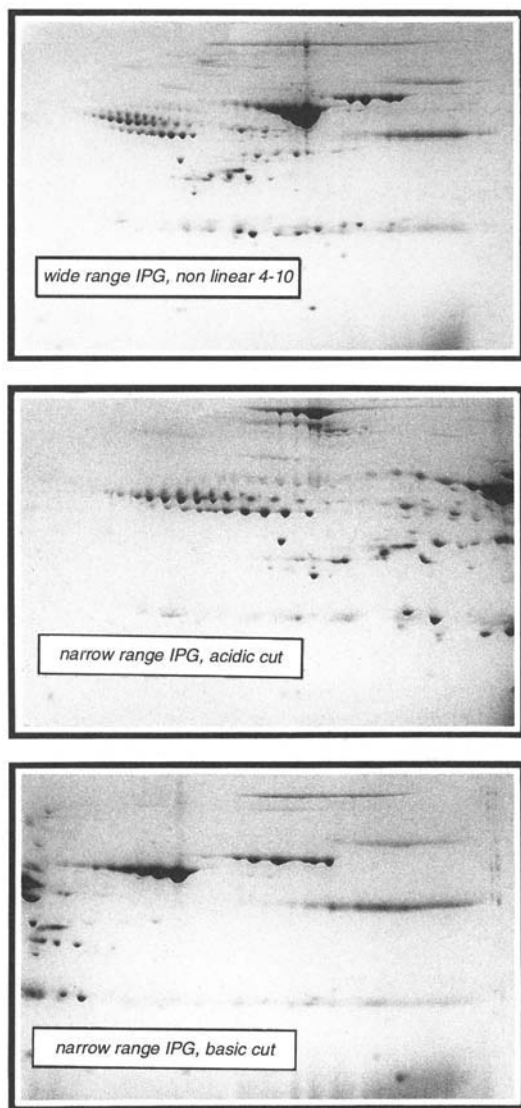 wide range IPG, non linear 4-10
narrow range IPG, acidic cut
narrow range IPG, basic cut